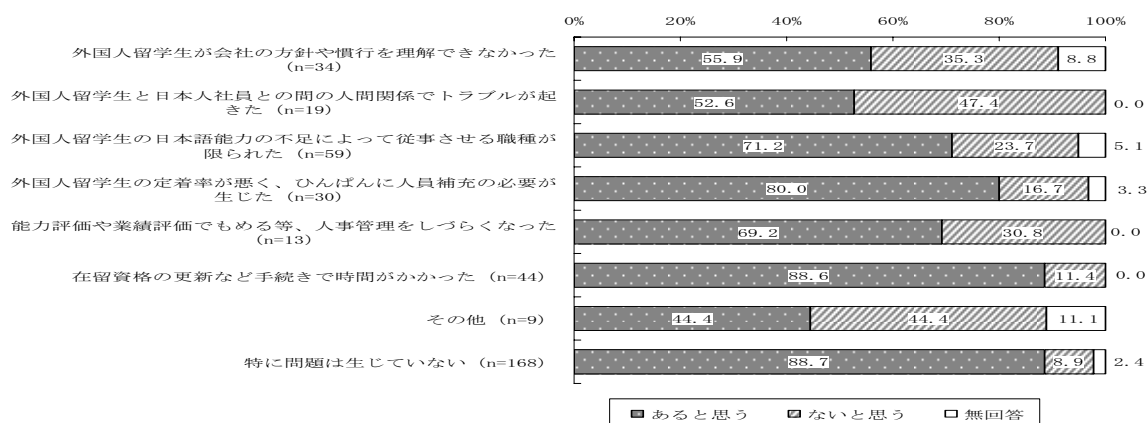 0% 20% 40% 60% 80% 100%
外国人留学生が会社の方針や慣行を理解できなかった
(n=34)
55.9 35.3 8.8
外国人留学生と日本人社員との間の人間関係でトラブルが起
きた (n=19)
52.6 47.4 0.0
外国人留学生の日本語能力の不足によって従事させる職種が
限られた (n=59)
71.2 23.7 5.1
外国人留学生の定着率が悪く、ひんぱんに人員補充の必要が
生じた (n=30)
80.0 16.7 3.3
能力評価や業績評価でもめる等、人事管理をしづらくなった
(n=13)
69.2 30.8 0.0
在留資格の更新など手続きで時間がかかった (n=44)
88.6 11.4 0.0
その他 (n=9)
44.4 44.4 11.1
特に問題は生じていない (n=168)
88.7 8.9 2.4
あると思う ないと思う 無回答